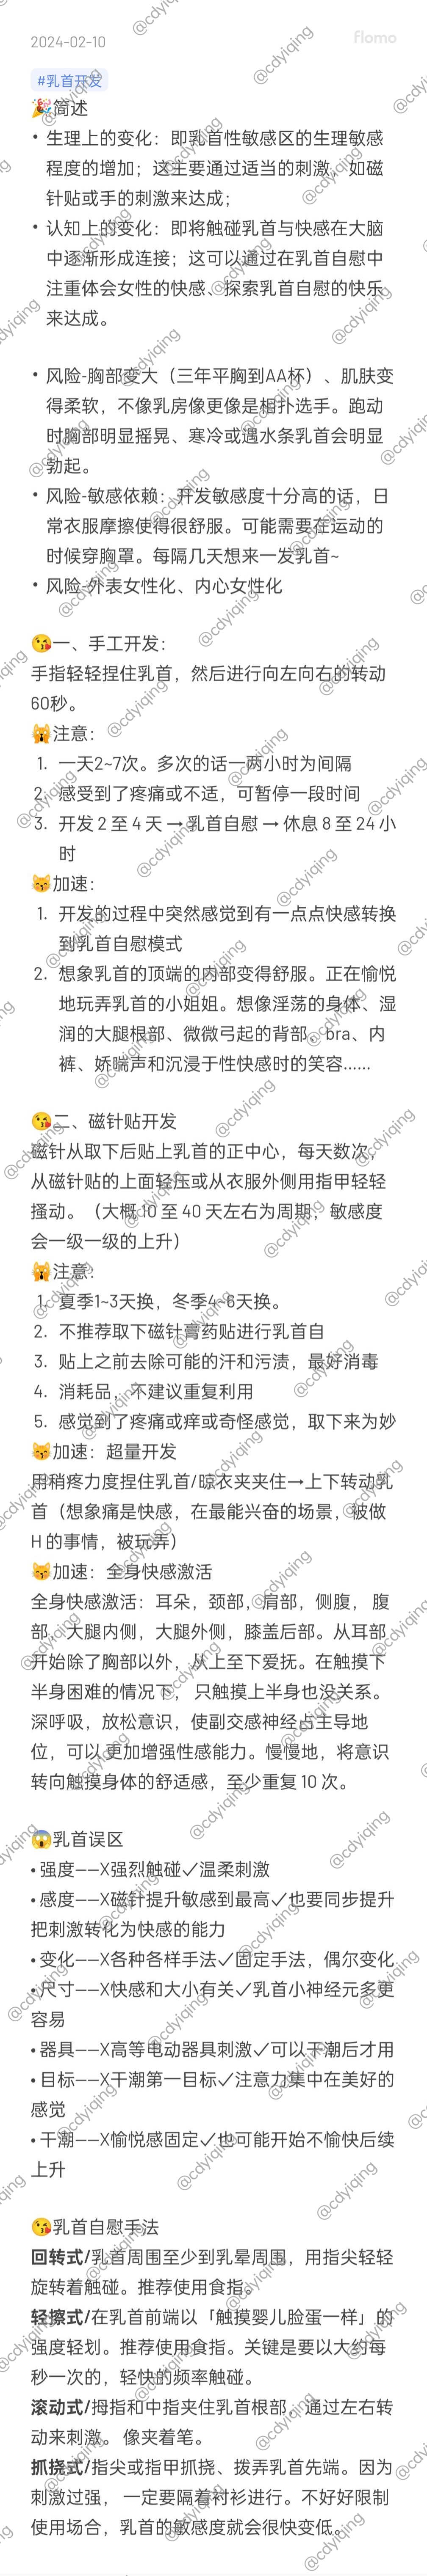 2024-02-10
flomo
#乳首开发
🎉简述
• 生理上的变化：即乳首性敏感区的生理敏感
程度的增加；这主要通过适当的刺激，如磁
针贴或手的刺激来达成；
• 认知上的变化：即将触碰乳首与快感在大脑
中逐渐形成连接；这可以通过在乳首自慰中
注重体会女性的快感、探索乳首自慰的快乐
来达成。
• 风险-胸部变大（三年平胸到AA杯）、肌肤变
得柔软，不像乳房像更像是相扑选手。跑动
时胸部明显摇晃、寒冷或遇水条乳首会明显
勃起。
• 风险-敏感依赖：开发敏感度十分高的话，日
常衣服摩擦使得很舒服。可能需要在运动的
时候穿胸罩。每隔几天想来一发乳首~
• 风险-外表女性化、内心女性化
😘一、手工开发：
手指轻轻捏住乳首，然后进行向左向右的转动
60秒。
🙀注意：
1. 一天2~7次。多次的话一两小时为间隔
2. 感受到了疼痛或不适，可暂停一段时间
3. 开发 2 至 4 天 → 乳首自慰 → 休息 8 至 24 小
时
😽加速：
1. 开发的过程中突然感觉到有一点点快感转换
到乳首自慰模式
2. 想象乳首的顶端的内部变得舒服。正在愉悦
地玩弄乳首的小姐姐。想像淫荡的身体、湿
润的大腿根部、微微弓起的背部。bra、内
裤、娇喘声和沉浸于性快感时的笑容……
😘二、磁针贴开发
磁针从取下后贴上乳首的正中心，每天数次，
从磁针贴的上面轻压或从衣服外侧用指甲轻轻
搔动。（大概 10 至 40 天左右为周期，敏感度
会一级一级的上升）
🙀注意：
1. 夏季1~3天换，冬季4~6天换。
2. 不推荐取下磁针膏药贴进行乳首自
3. 贴上之前去除可能的汗和污渍，最好消毒
4. 消耗品，不建议重复利用
5. 感觉到了疼痛或痒或奇怪感觉，取下来为妙
😽加速：超量开发
用稍疼力度捏住乳首/晾衣夹夹住→上下转动乳
首（想象痛是快感，在最能兴奋的场景，被做
H 的事情，被玩弄）
😽加速：全身快感激活
全身快感激活：耳朵，颈部，肩部，侧腹，腹
部，大腿内侧，大腿外侧，膝盖后部。从耳部
开始除了胸部以外，从上至下爱抚。在触摸下
半身困难的情况下，只触摸上半身也没关系。
深呼吸，放松意识，使副交感神经占主导地
位，可以更加增强性感能力。慢慢地，将意识
转向触摸身体的舒适感，至少重复 10 次。
😱乳首误区
• 强度——X强烈触碰✓温柔刺激
• 感度——X磁针提升敏感到最高✓也要同步提升
把刺激转化为快感的能力
• 变化——X各种各样手法✓固定手法，偶尔变化
• 尺寸——X快感和大小有关✓乳首小神经元多更
容易
• 器具——X高等电动器具刺激✓可以干潮后才用
• 目标——X干潮第一目标✓注意力集中在美好的
感觉
• 干潮——X愉悦感固定✓也可能开始不愉快后续
上升
😘乳首自慰手法
回转式/乳首周围至少到乳晕周围，用指尖轻轻
旋转着触碰。推荐使用食指。
轻擦式/在乳首前端以「触摸婴儿脸蛋一样」的
强度轻划。推荐使用食指。关键是要以大约每
秒一次的，轻快的频率触碰。
滚动式/拇指和中指夹住乳首根部，通过左右转
动来刺激。像夹着笔。
抓挠式/指尖或指甲抓挠、拨弄乳首先端。因为
刺激过强，一定要隔着衬衫进行。不好好限制
使用场合，乳首的敏感度就会很快变低。
@cdyiqing